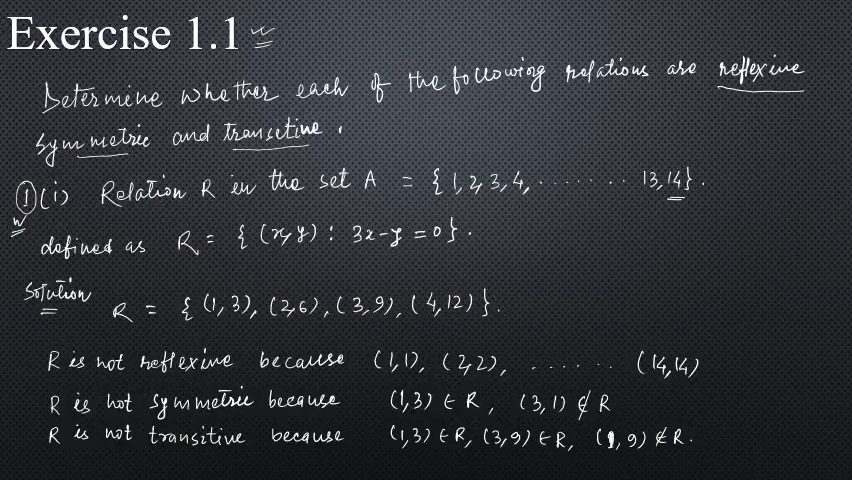 Exercise 1.1
Determine whether each of the following relations are reflexive
symmetric and transetive.
① (i) Relation R in the set A = { 1, 2, 3, 4, ........ 13, 14}.
defined as R = { (x, y) : 3x - y = 0 }.
Solution
R = { (1, 3), (2, 6), (3, 9), (4, 12) }.
R is not reflexive because (1, 1), (2, 2), ...... (14, 14)
R is not symmetric because (1, 3) ∈ R, (3, 1) ∉ R
R is not transitive because (1, 3) ∈ R, (3, 9) ∈ R, (1, 9) ∉ R.